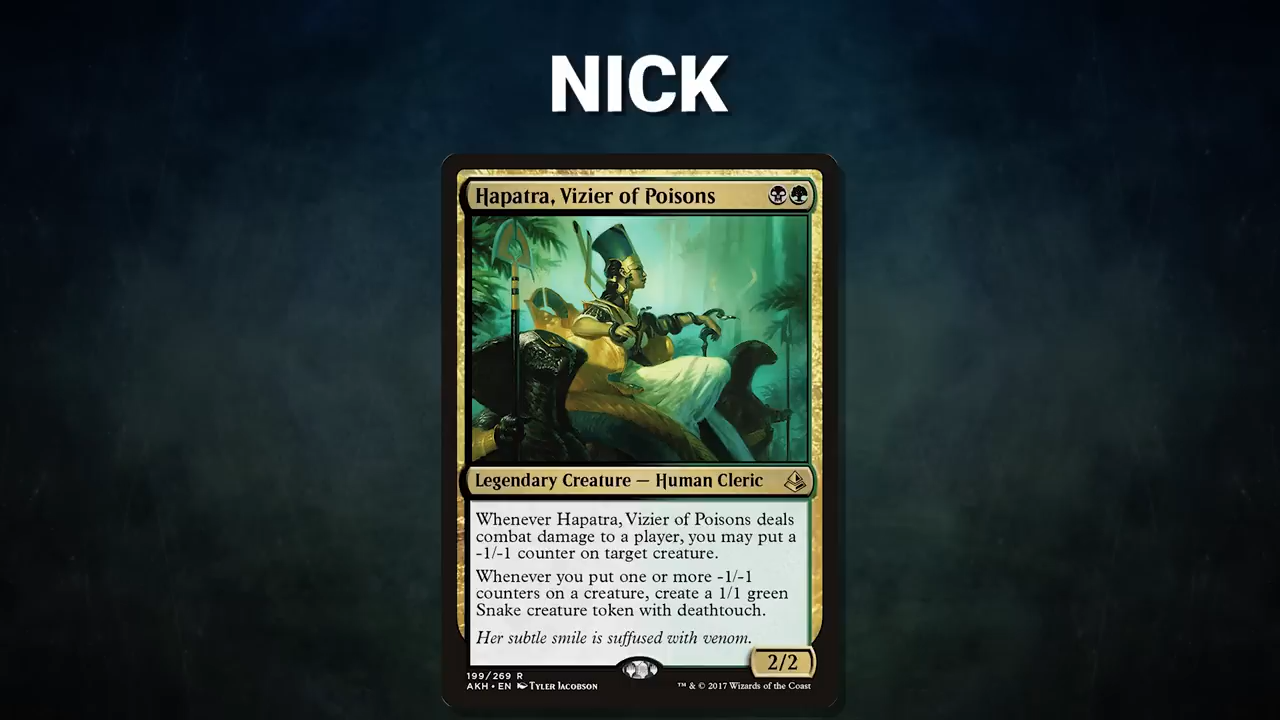 NICK
Hapatra, Vizier of Poisons
Legendary Creature — Human Cleric
Whenever Hapatra, Vizier of Poisons deals
combat damage to a player, you may put a
-1/-1 counter on target creature.
Whenever you put one or more -1/-1
counters on a creature, create a 1/1 green
Snake creature token with deathtouch.
Her subtle smile is suffused with venom.
2/2
199/269 R
AKH • EN Tyler Jacobson
™ & © 2017 Wizards of the Coast